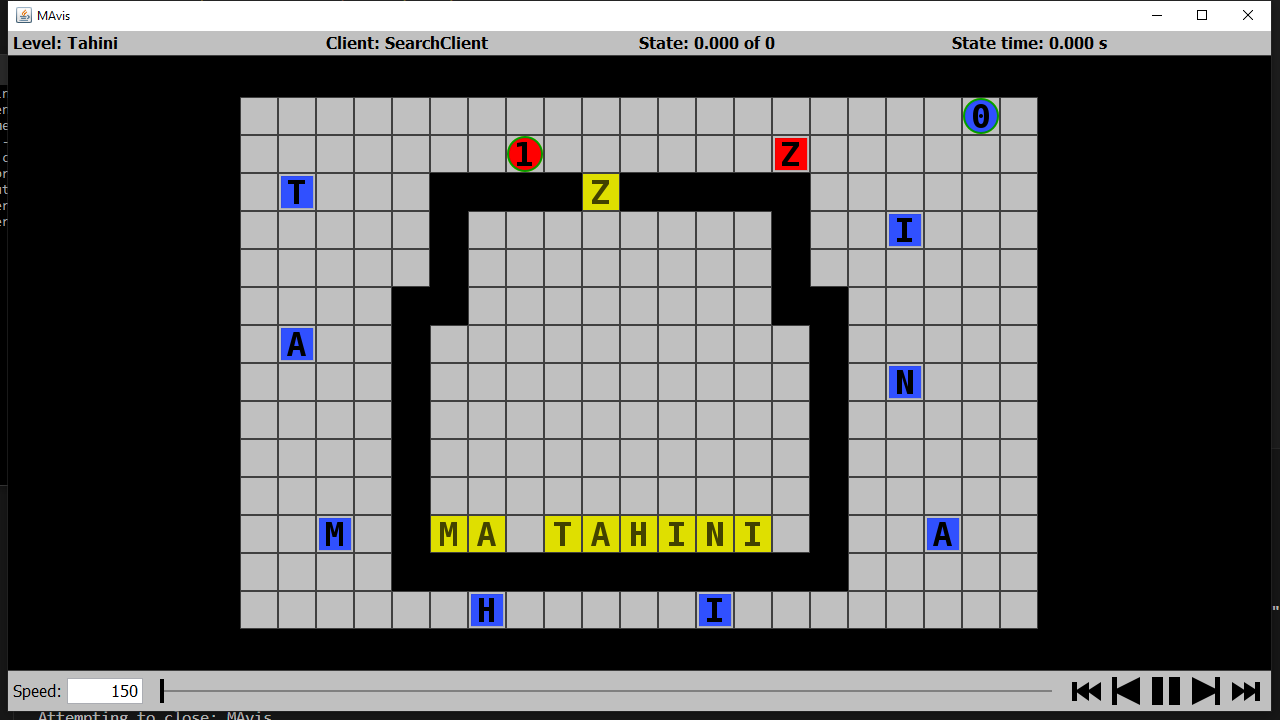 MAvis
Level: Tahini Client: SearchClient State: 0.000 of 0 State time: 0.000 s
0
1 Z
T Z
I
A
N
M M A T A H I N I A
H I
Speed: 150
Attempting to close: MAvis